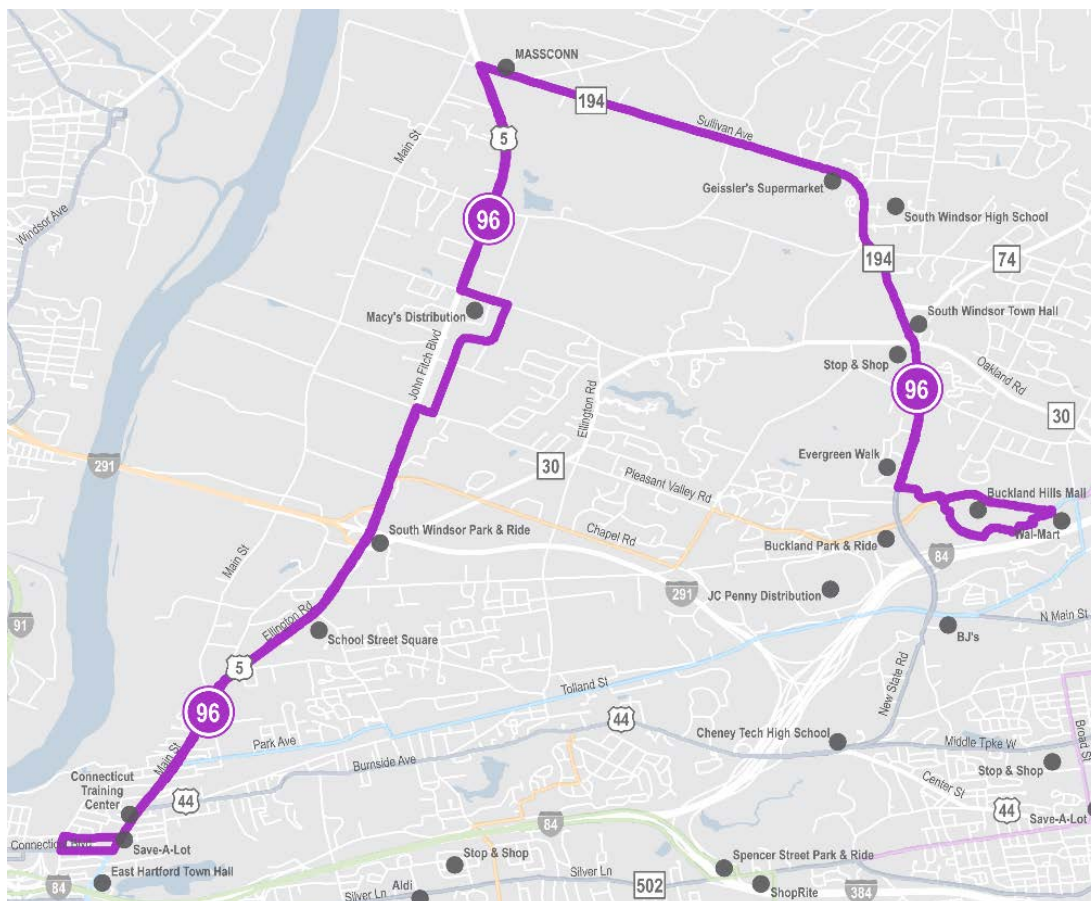 MASSCONN
194
Sullivan Ave
Main St
5
Geissler's Supermarket
South Windsor High School
96
Windsor Ave
194
74
Macy's Distribution
South Windsor Town Hall
John Fitch Blvd
Stop & Shop
Oakland Rd
Ellington Rd
96
30
291
30
Evergreen Walk
Pleasant Valley Rd
Buckland Hills Mall
South Windsor Park & Ride
Chapel Rd
Buckland Park & Ride
Wal-Mart
84
Main St
291
JC Penny Distribution
91
Ellington Rd
School Street Square
N Main St
BJ's
5
Tolland St
New State Rd
96
44
Main St
Park Ave
Cheney Tech High School
Middle Tpke W
Broad St
Burnside Ave
Stop & Shop
Connecticut
Training
Center
44
Center St
44
Save-A-Lot
84
Connection Blvd
Save-A-Lot
Stop & Shop
Spencer Street Park & Ride
East Hartford Town Hall
84
Aldi
Silver Ln
Silver Ln
502
ShopRite
384